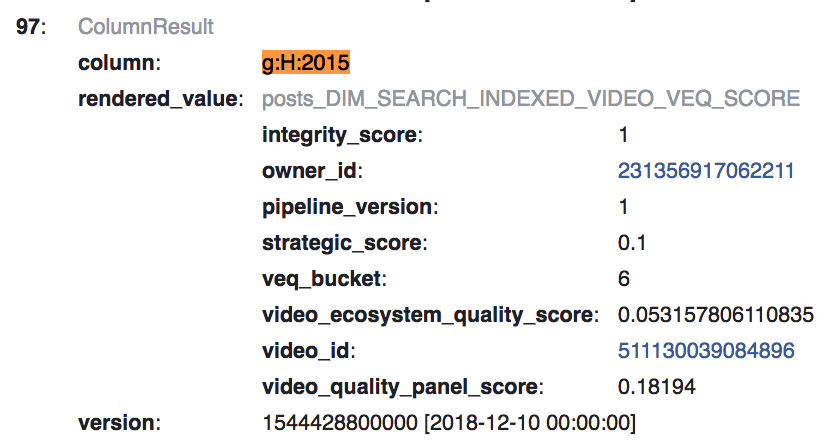 97: ColumnResult
column: g:H:2015
rendered_value: posts_DIM_SEARCH_INDEXED_VIDEO_VEQ_SCORE
integrity_score: 1
owner_id: 231356917062211
pipeline_version: 1
strategic_score: 0.1
veq_bucket: 6
video_ecosystem_quality_score: 0.053157806110835
video_id: 511130039084896
video_quality_panel_score: 0.18194
version: 1544428800000 [2018-12-10 00:00:00]